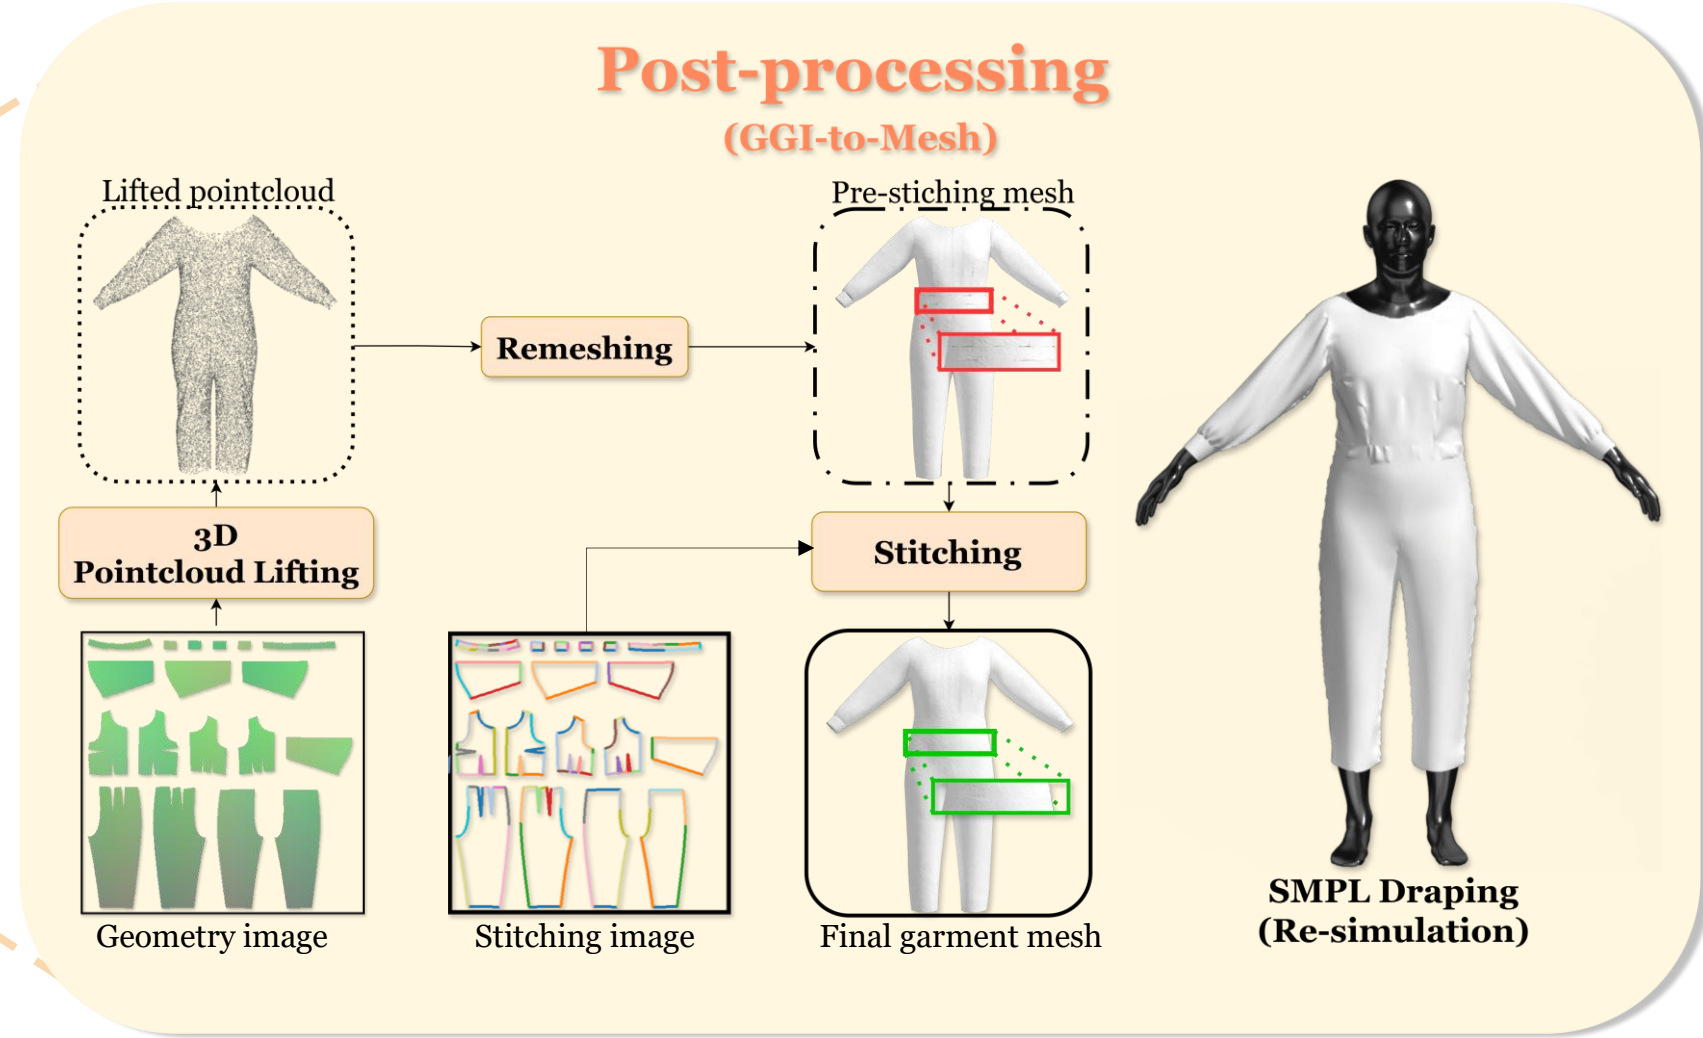 Post-processing
(GGI-to-Mesh)
Lifted pointcloud
Pre-stiching mesh
Remeshing
3D
Pointcloud Lifting
Stitching
Geometry image
Stitching image
Final garment mesh
SMPL Draping
(Re-simulation)